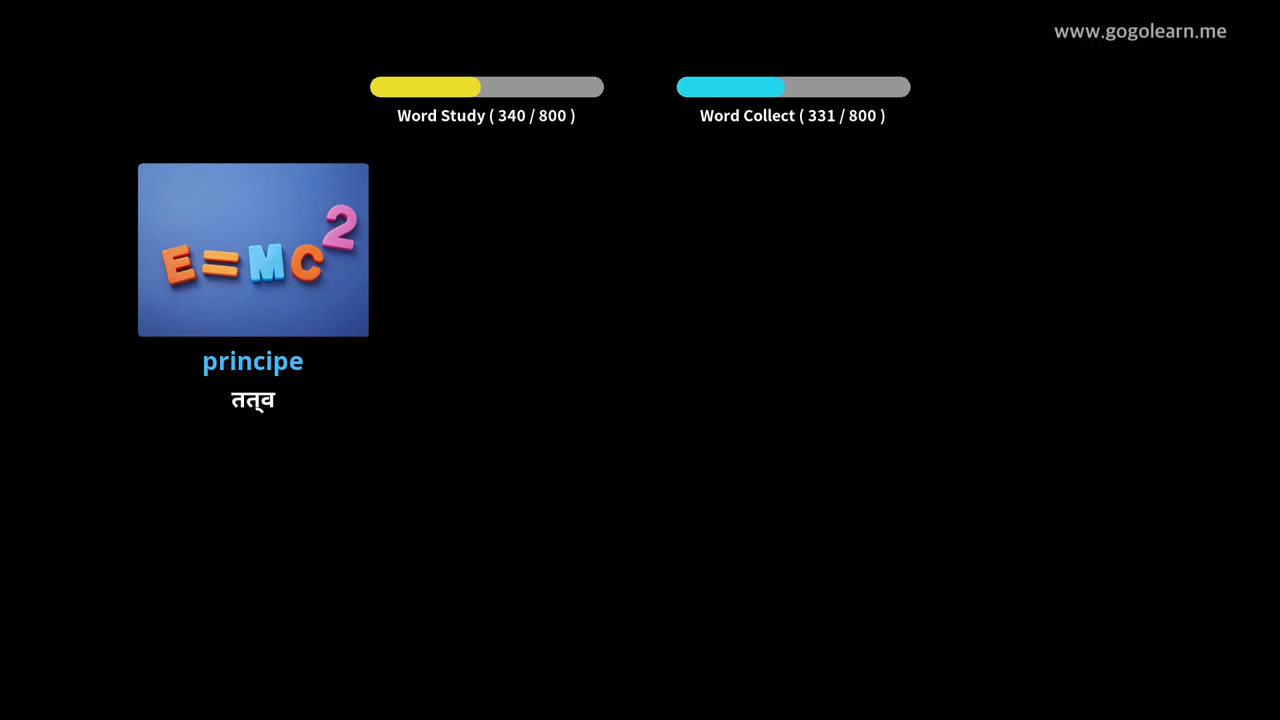 www.gogolearn.me
Word Study ( 340 / 800 )
Word Collect ( 331 / 800 )
E=MC²
principe
तत्व